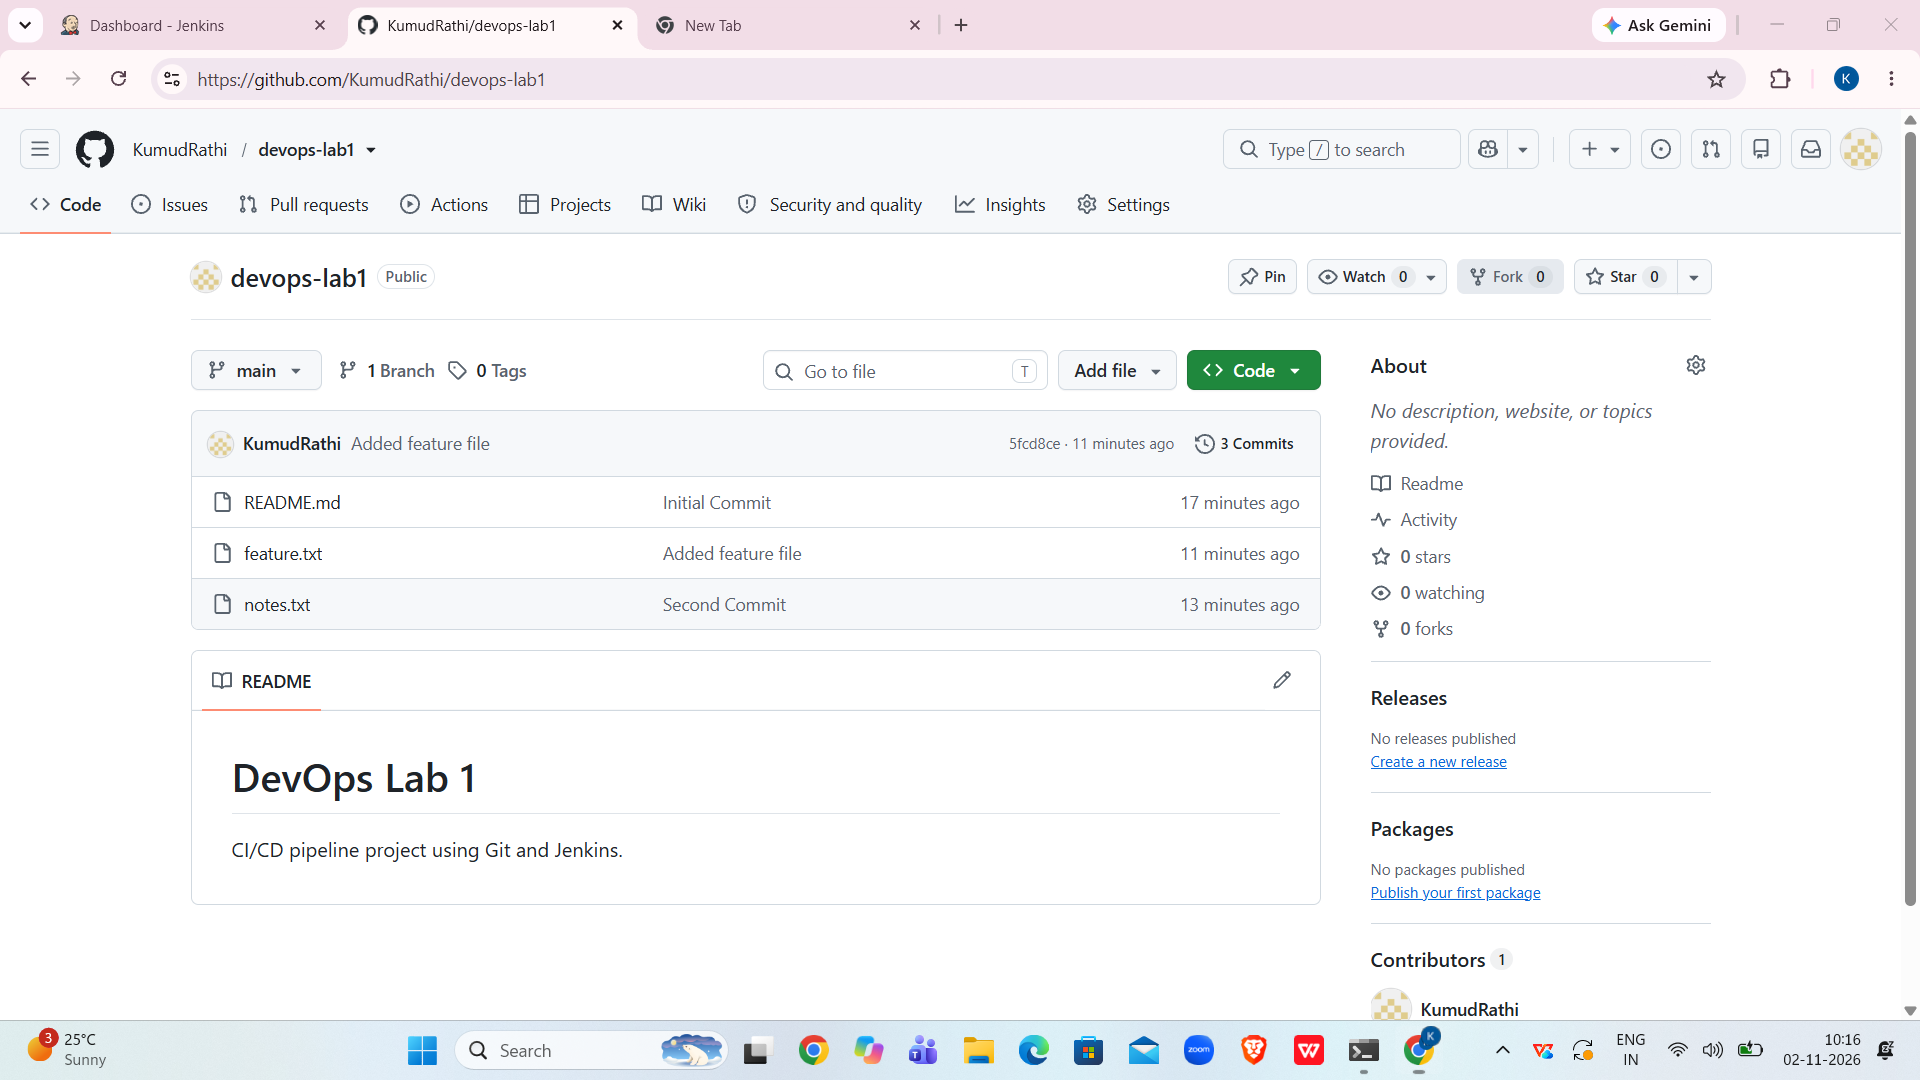 Dashboard - Jenkins
KumudRathi/devops-lab1
New Tab
Ask Gemini
https://github.com/KumudRathi/devops-lab1
K
KumudRathi / devops-lab1
Type / to search
Code
Issues
Pull requests
Actions
Projects
Wiki
Security and quality
Insights
Settings
devops-lab1 Public
Pin
Watch 0
Fork 0
Star 0
main
1 Branch
0 Tags
Go to file T
Add file
Code
KumudRathi Added feature file 5fcd8ce · 11 minutes ago 3 Commits
README.md Initial Commit 17 minutes ago
feature.txt Added feature file 11 minutes ago
notes.txt Second Commit 13 minutes ago
README
DevOps Lab 1
CI/CD pipeline project using Git and Jenkins.
About
No description, website, or topics
provided.
Readme
Activity
0 stars
0 watching
0 forks
Releases
No releases published
Create a new release
Packages
No packages published
Publish your first package
Contributors 1
KumudRathi
3
25°C
Sunny
Search
T
zoom
W
K
ENG
IN
10:16
02-11-2026